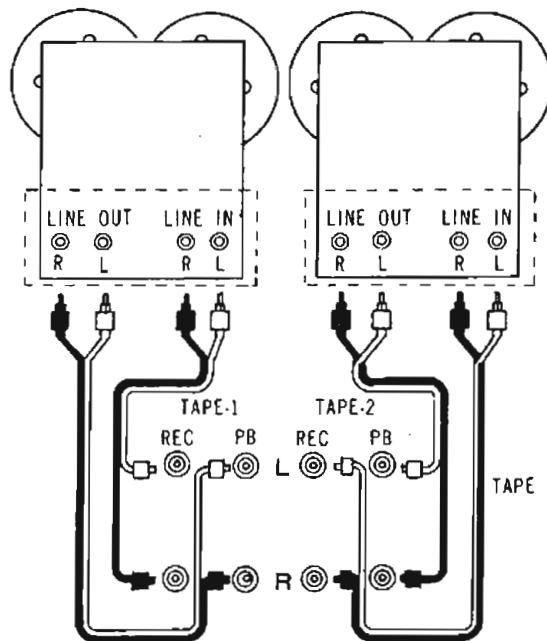 LINE OUT LINE IN LINE OUT LINE IN
R L R L R L R L
TAPE-1 TAPE-2
REC PB REC PB
L
TAPE
R